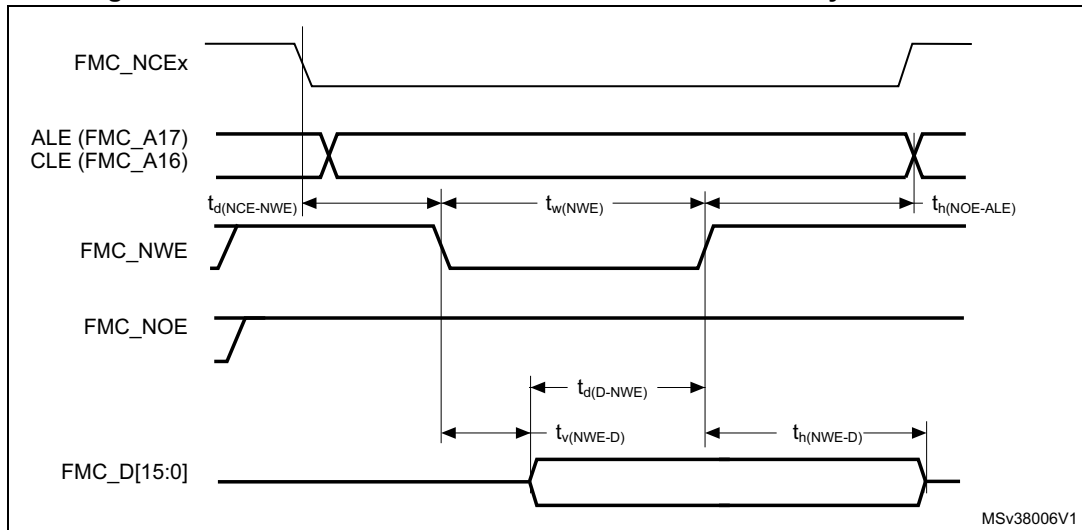 FMC_NCEx
ALE (FMC_A17)
CLE (FMC_A16)
td(NCE-NWE)
tw(NWE)
th(NOE-ALE)
FMC_NWE
FMC_NOE
td(D-NWE)
tv(NWE-D)
th(NWE-D)
FMC_D[15:0]
MSv38006V1